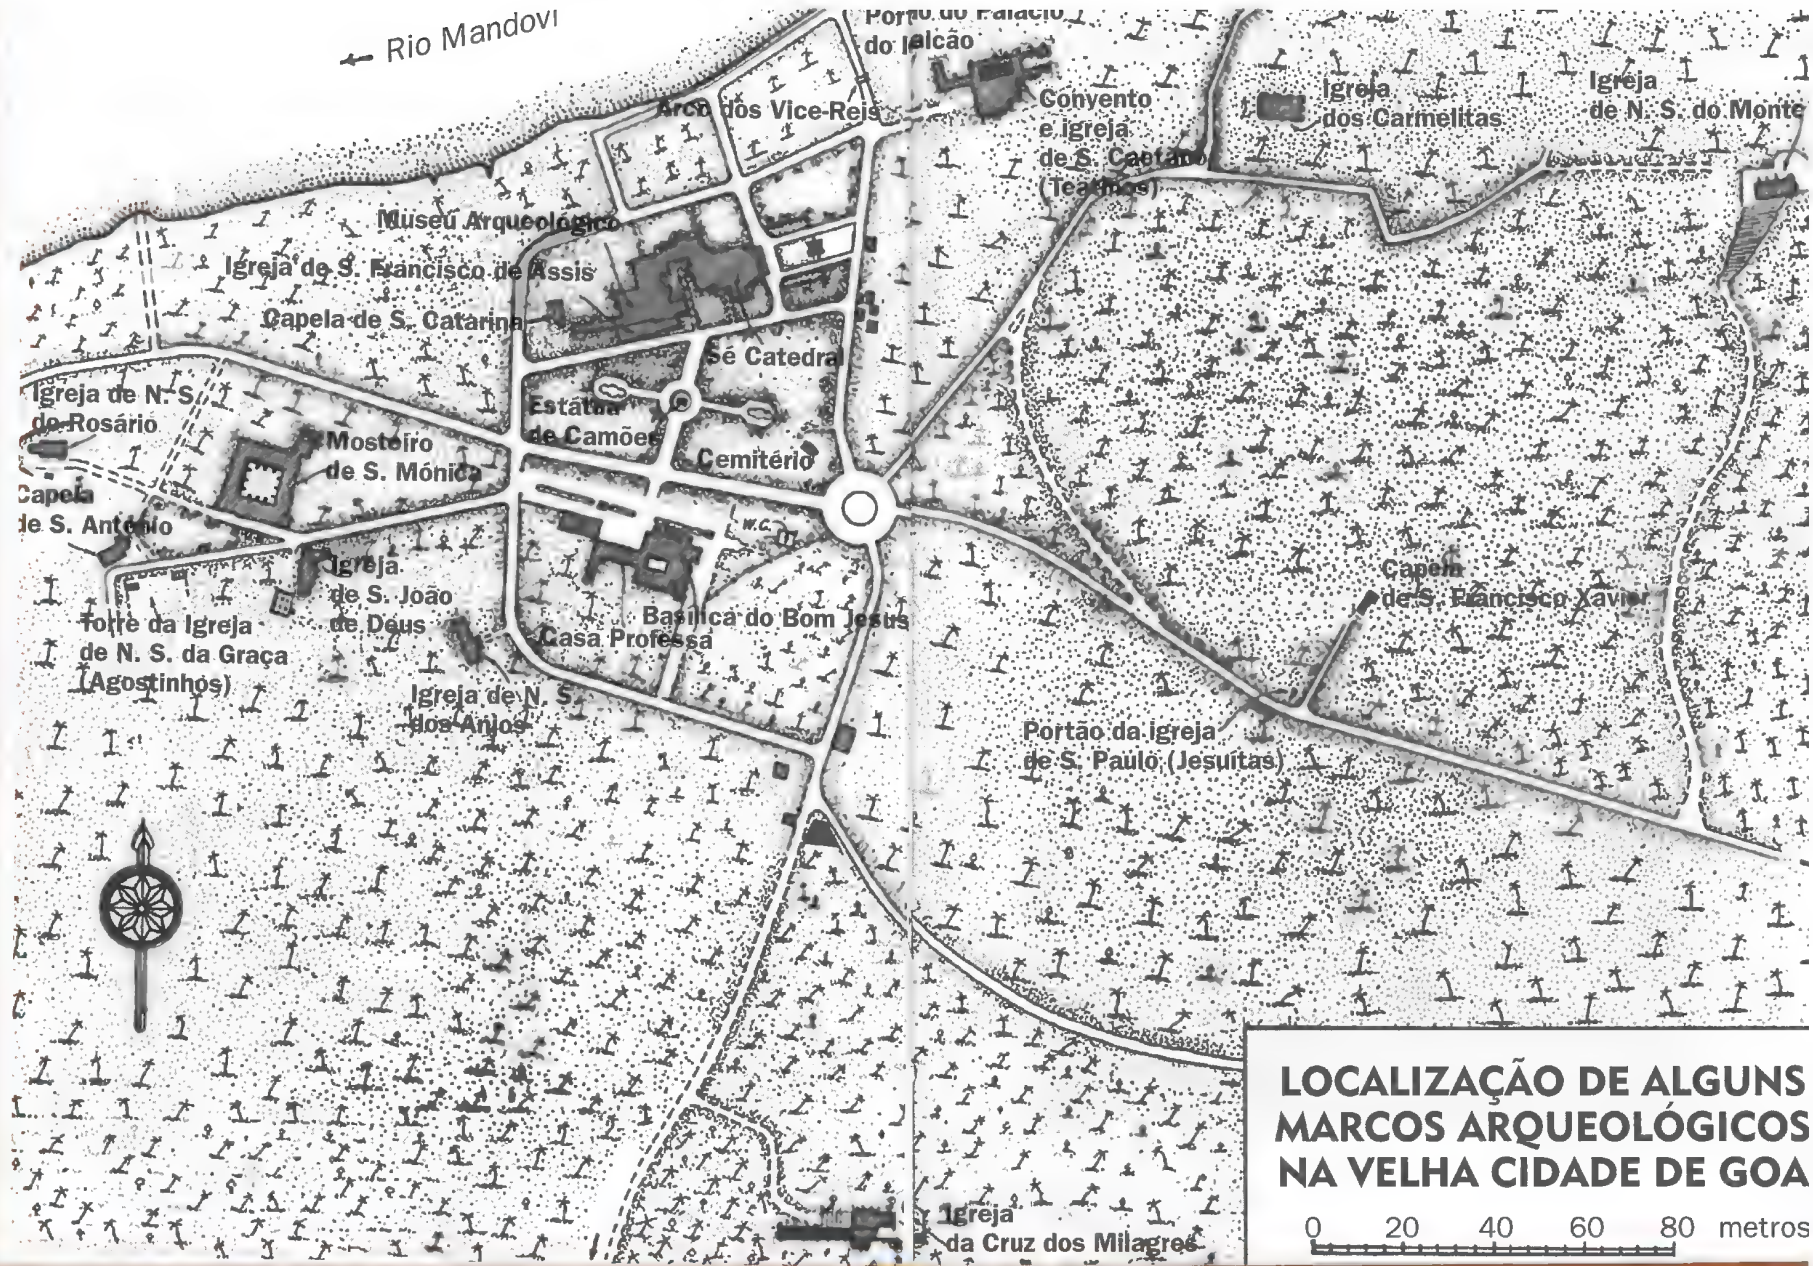 Rio Mandovi
Porto do Palácio
do Falcão
Arco dos Vice-Reis
Convento
e igreja
de S. Caetano
(Teatinos)
Igreja
dos Carmelitas
Igreja
de N. S. do Monte
Museu Arqueológico
Igreja de S. Francisco de Assis
Capela de S. Catarina
Sé Catedral
Igreja de N. S.
do Rosário
Mosteiro
de S. Mónica
Estátua
de Camões
Cemitério
Capela
de S. António
W.C.
Igreja
de S. João
de Deus
Torre da Igreja
de N. S. da Graça
(Agostinhos)
Basílica do Bom Jesus
Casa Professa
Igreja de N. S.
dos Anjos
Capela
de S. Francisco Xavier
Portão da igreja
de S. Paulo (Jesuítas)
Igreja
da Cruz dos Milagres
LOCALIZAÇÃO DE ALGUNS
MARCOS ARQUEOLÓGICOS
NA VELHA CIDADE DE GOA
0 20 40 60 80 metros